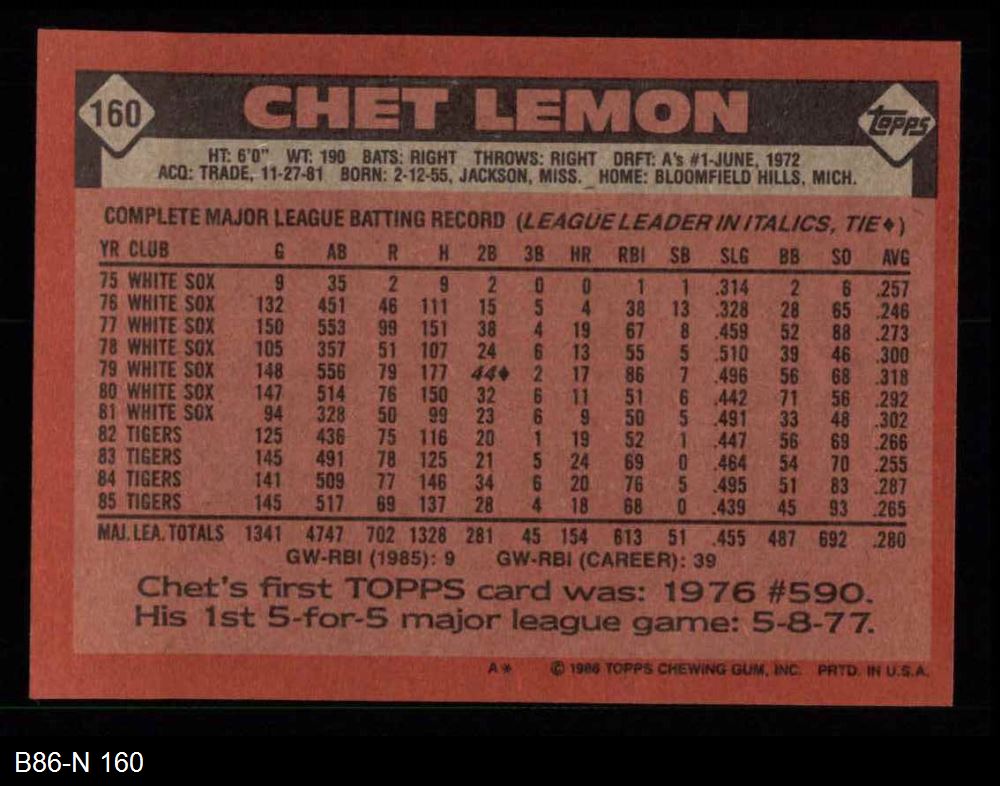 160 CHET LEMON Topps
HT: 6'0" WT: 190 BATS: RIGHT THROWS: RIGHT DRFT: A's #1-JUNE, 1972
ACQ: TRADE, 11-27-81 BORN: 2-12-55, JACKSON, MISS. HOME: BLOOMFIELD HILLS, MICH.
COMPLETE MAJOR LEAGUE BATTING RECORD (LEAGUE LEADER IN ITALICS, TIE♦)
YR CLUB G AB R H 2B 3B HR RBI SB SLG BB SO AVG
75 WHITE SOX 9 35 2 9 2 0 0 1 1 .314 2 6 .257
76 WHITE SOX 132 451 46 111 15 5 4 38 13 .328 28 65 .246
77 WHITE SOX 150 553 99 151 38 4 19 67 8 .459 52 88 .273
78 WHITE SOX 105 357 51 107 24 6 13 55 5 .510 39 46 .300
79 WHITE SOX 148 556 79 177 44♦ 2 17 86 7 .496 56 68 .318
80 WHITE SOX 147 514 76 150 32 6 11 51 6 .442 71 56 .292
81 WHITE SOX 94 328 50 99 23 6 9 50 5 .491 33 48 .302
82 TIGERS 125 436 75 116 20 1 19 52 1 .447 56 69 .266
83 TIGERS 145 491 78 125 21 5 24 69 0 .464 54 70 .255
84 TIGERS 141 509 77 146 34 6 20 76 5 .495 51 83 .287
85 TIGERS 145 517 69 137 28 4 18 68 0 .439 45 93 .265
MAJ. LEA. TOTALS 1341 4747 702 1328 281 45 154 613 51 .455 487 692 .280
GW-RBI (1985): 9 GW-RBI (CAREER): 39
Chet's first TOPPS card was: 1976 #590.
His 1st 5-for-5 major league game: 5-8-77.
A* © 1986 TOPPS CHEWING GUM, INC. PRTD. IN U.S.A.
B86-N 160